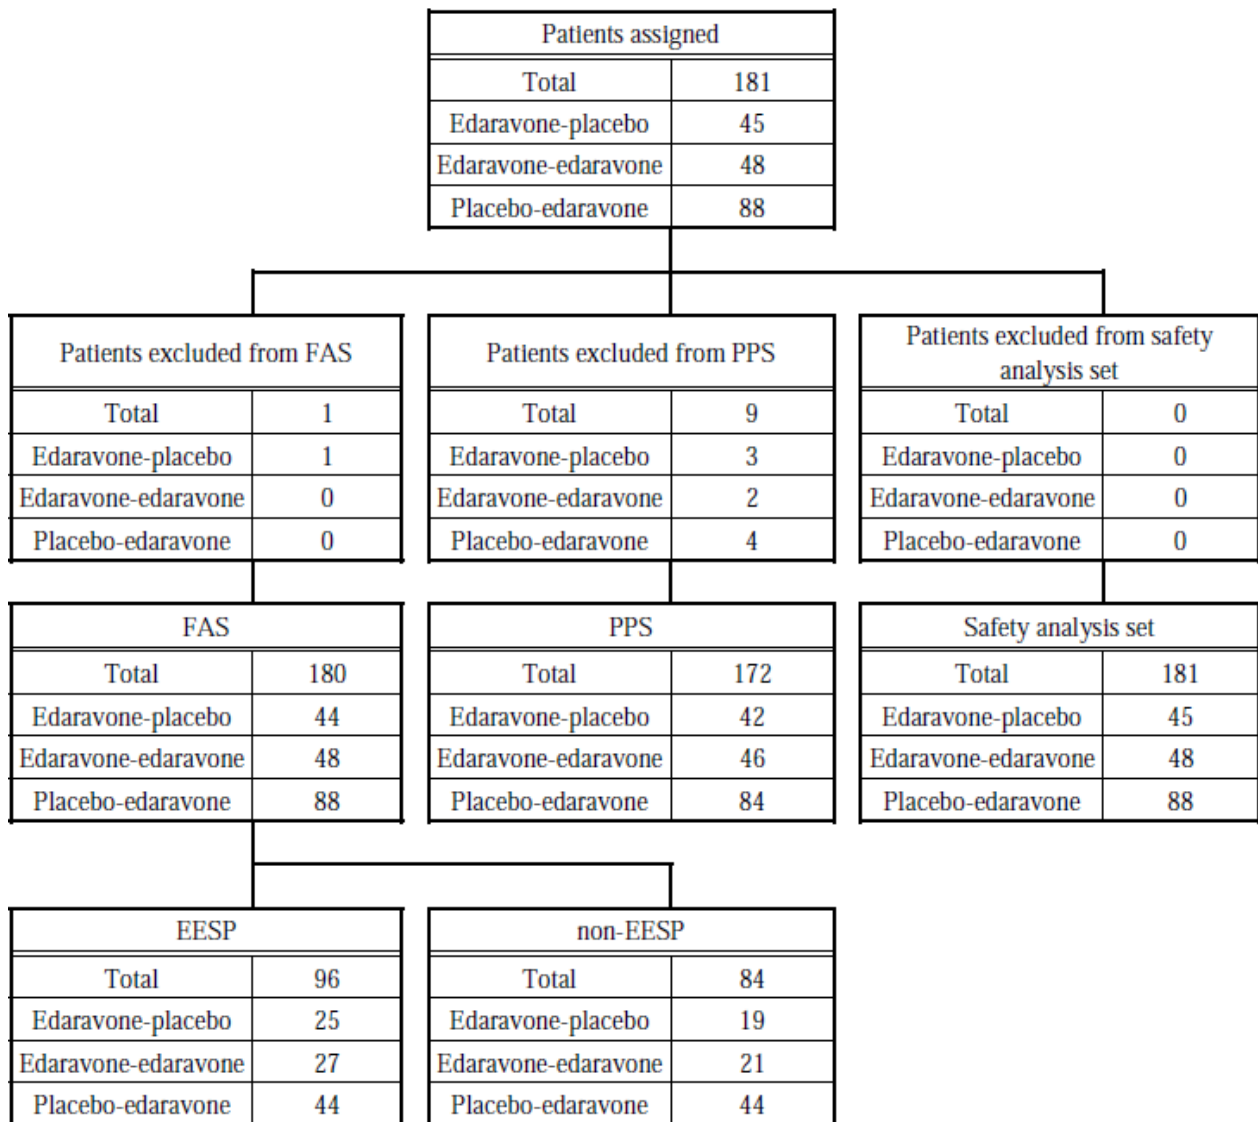 Patients assigned
Total 181
Edaravone-placebo 45
Edaravone-edaravone 48
Placebo-edaravone 88
Patients excluded from FAS
Total 1
Edaravone-placebo 1
Edaravone-edaravone 0
Placebo-edaravone 0
Patients excluded from PPS
Total 9
Edaravone-placebo 3
Edaravone-edaravone 2
Placebo-edaravone 4
Patients excluded from safety
analysis set
Total 0
Edaravone-placebo 0
Edaravone-edaravone 0
Placebo-edaravone 0
FAS
Total 180
Edaravone-placebo 44
Edaravone-edaravone 48
Placebo-edaravone 88
PPS
Total 172
Edaravone-placebo 42
Edaravone-edaravone 46
Placebo-edaravone 84
Safety analysis set
Total 181
Edaravone-placebo 45
Edaravone-edaravone 48
Placebo-edaravone 88
EESP
Total 96
Edaravone-placebo 25
Edaravone-edaravone 27
Placebo-edaravone 44
non-EESP
Total 84
Edaravone-placebo 19
Edaravone-edaravone 21
Placebo-edaravone 44